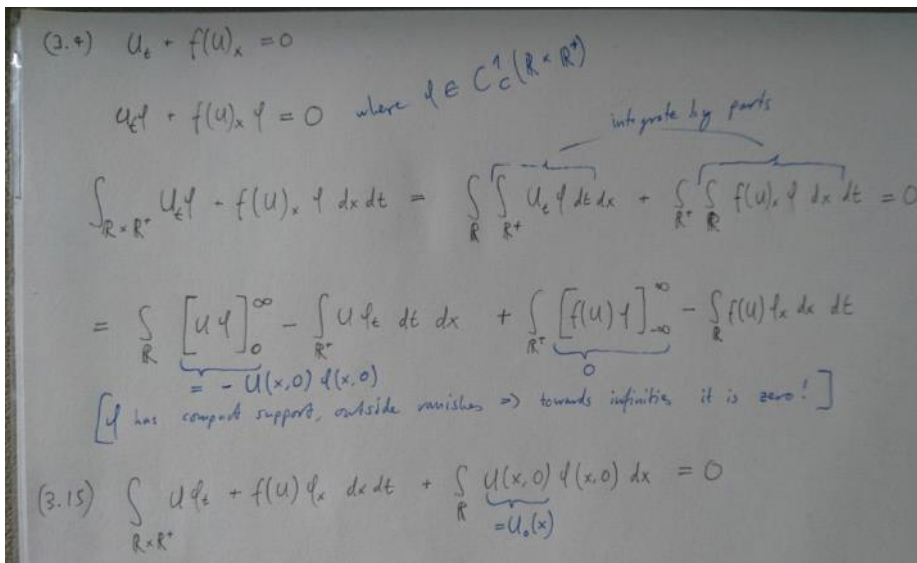 (3.4) U_t + f(U)_x = 0
U_t φ + f(U)_x φ = 0 where φ ∈ C_c^1(ℝ × ℝ^+)
integrate by parts
∫_{ℝ×ℝ^+} U_t φ + f(U)_x φ dx dt = ∫_ℝ ∫_{ℝ^+} U_t φ dt dx + ∫_{ℝ^+} ∫_ℝ f(U)_x φ dx dt = 0
= ∫_ℝ [U φ]_0^∞ - ∫_{ℝ^+} U φ_t dt dx + ∫_{ℝ^+} [f(U) φ]_{-∞}^∞ - ∫_ℝ f(U) φ_x dx dt
= - U(x,0) φ(x,0) 0
[φ has compact support, outside vanishes => towards infinities it is zero!]
(3.15) ∫_{ℝ×ℝ^+} U φ_t + f(U) φ_x dx dt + ∫_ℝ U(x,0) φ(x,0) dx = 0
= U_0(x)